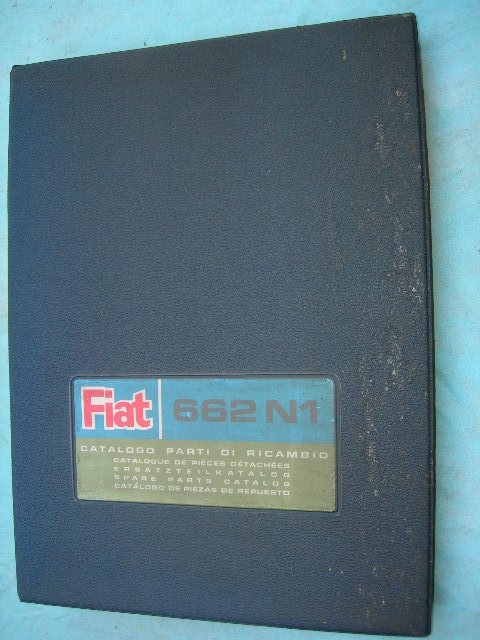 Fiat 662 N1
CATALOGO PARTI DI RICAMBIO
CATALOGUE DE PIÈCES DÉTACHÉES
ERSATZTEILKATALOG
SPARE PARTS CATALOG
CATÁLOGO DE PIEZAS DE REPUESTO